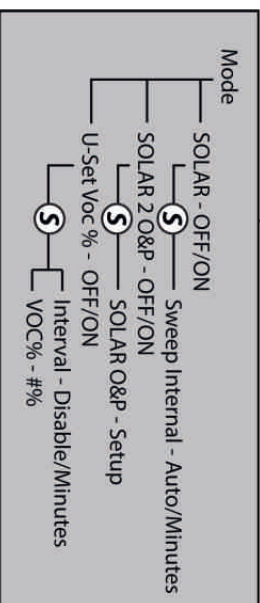 Mode
SOLAR - OFF/ON
S Sweep Internal - Auto/Minutes
SOLAR 2 O&P - OFF/ON
S SOLAR O&P - Setup
U-Set Voc % - OFF/ON
S Interval - Disable/Minutes
VOC% - #%